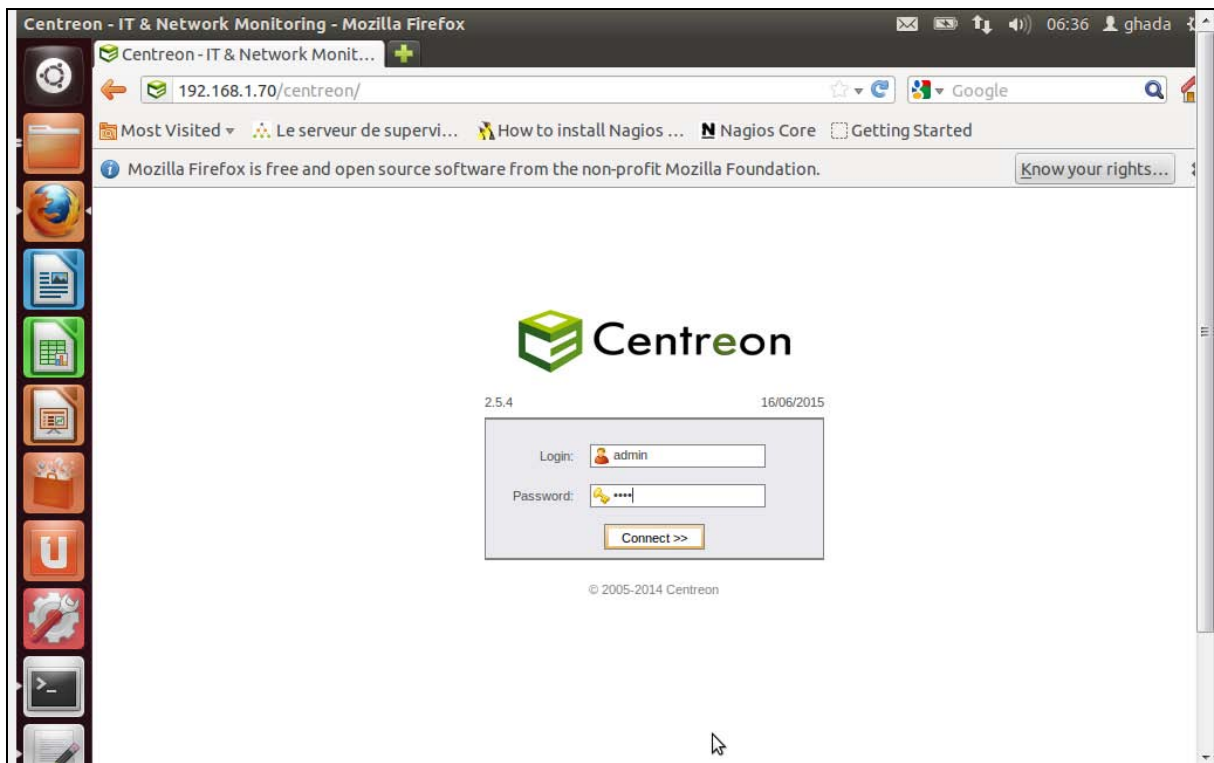 Centreon - IT & Network Monitoring - Mozilla Firefox 06:36 ghada
Centreon - IT & Network Monit...
192.168.1.70/centreon/ Google
Most Visited Le serveur de supervi... How to install Nagios ... Nagios Core Getting Started
Mozilla Firefox is free and open source software from the non-profit Mozilla Foundation. Know your rights...
Centreon
2.5.4 16/06/2015
Login: admin
Password: ••••
Connect >>
© 2005-2014 Centreon